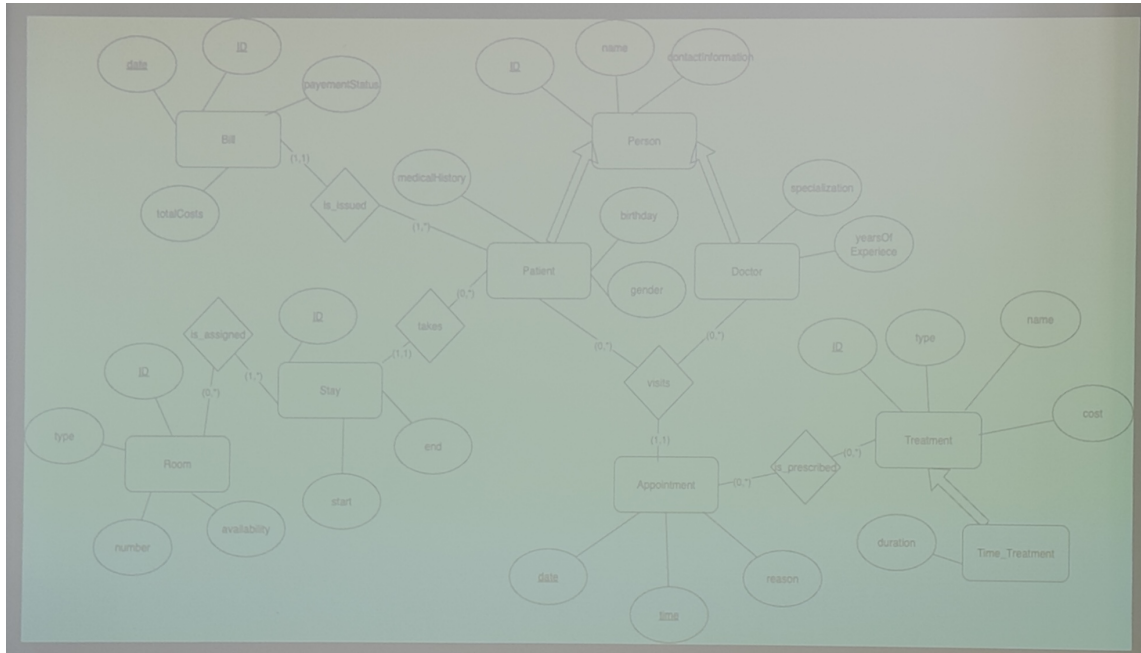 ID
name
date
contactInformation
ID
payementStatus
Bill
Person
(1,1)
medicalHistory
specialization
is_issued
totalCosts
birthday
(1,*)
yearsOf
Experiece
Patient
Doctor
gender
(0,*)
ID
takes
is_assigned
name
(0,*)
(0,*)
type
ID
(1,1)
ID
(1,*)
visits
Stay
(0,*)
cost
type
(1,1)
Treatment
end
(0,*)
Room
is_prescribed
(0,*)
Appointment
start
availability
duration
number
Time_Treatment
date
reason
time